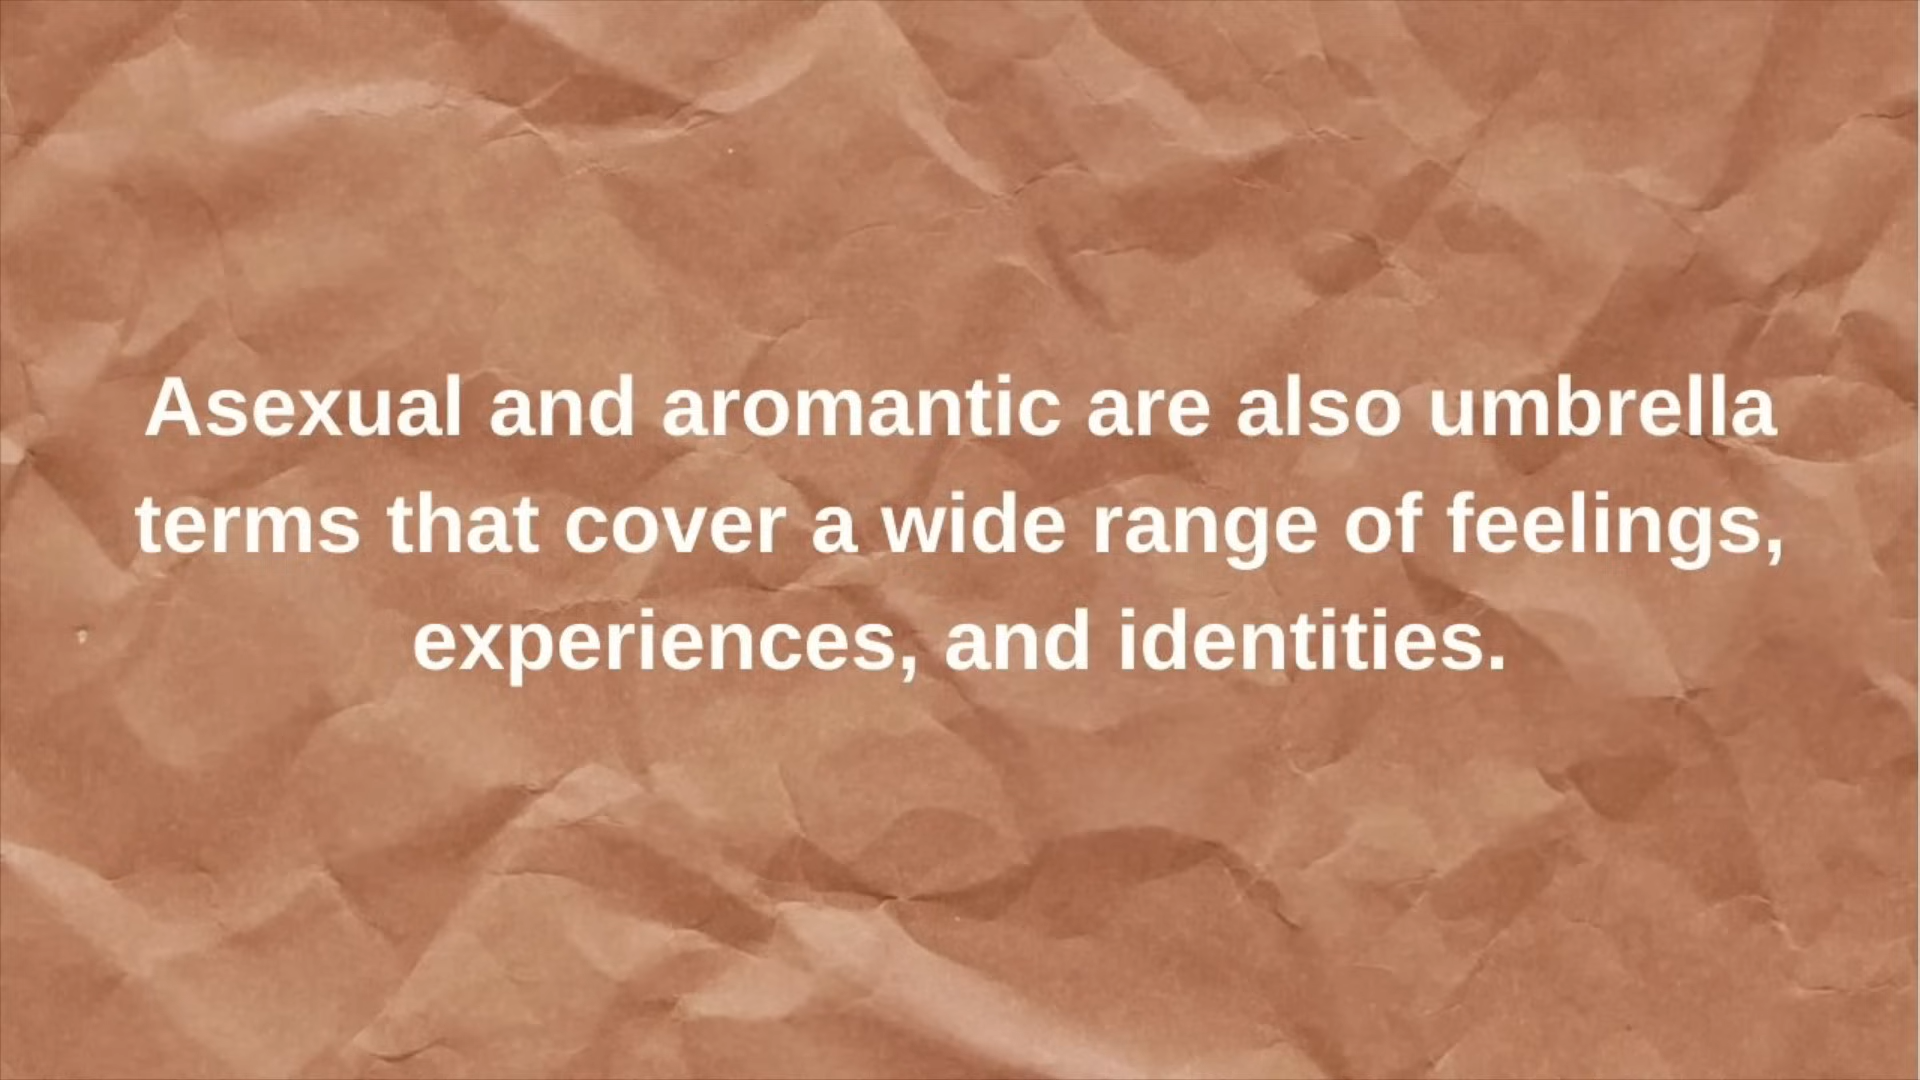 Asexual and aromantic are also umbrella
terms that cover a wide range of feelings,
experiences, and identities.